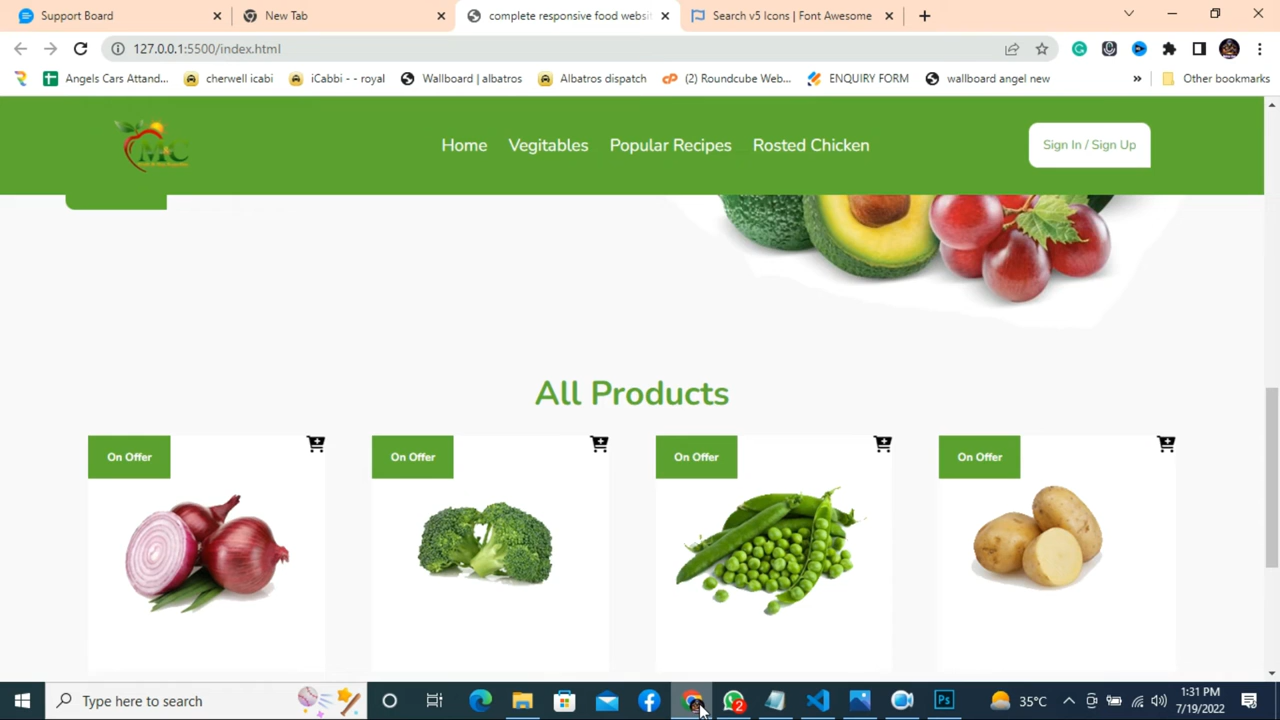 Support Board
New Tab
complete responsive food websi
Search v5 Icons | Font Awesome
127.0.0.1:5500/index.html
Angels Cars Attand...
cherwell icabi
iCabbi - - royal
Wallboard | albatros
Albatros dispatch
(2) Roundcube Web...
ENQUIRY FORM
wallboard angel new
»
Other bookmarks
M C
Home
Vegitables
Popular Recipes
Rosted Chicken
Sign In / Sign Up
All Products
On Offer
On Offer
On Offer
On Offer
Type here to search
2
Ps
35°C
1:31 PM
7/19/2022